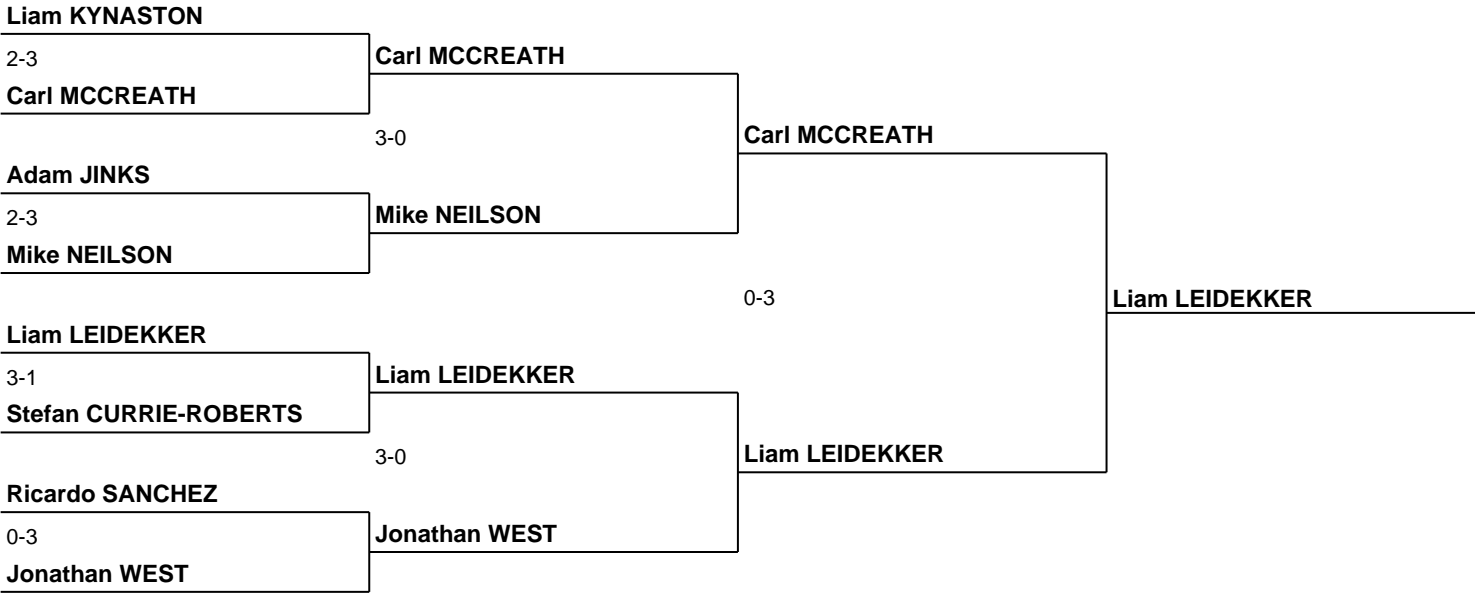 Liam KYNASTON
2-3
Carl MCCREATH
Carl MCCREATH
3-0
Carl MCCREATH
Adam JINKS
2-3
Mike NEILSON
Mike NEILSON
0-3
Liam LEIDEKKER
Liam LEIDEKKER
3-1
Liam LEIDEKKER
Stefan CURRIE-ROBERTS
3-0
Liam LEIDEKKER
Ricardo SANCHEZ
0-3
Jonathan WEST
Jonathan WEST